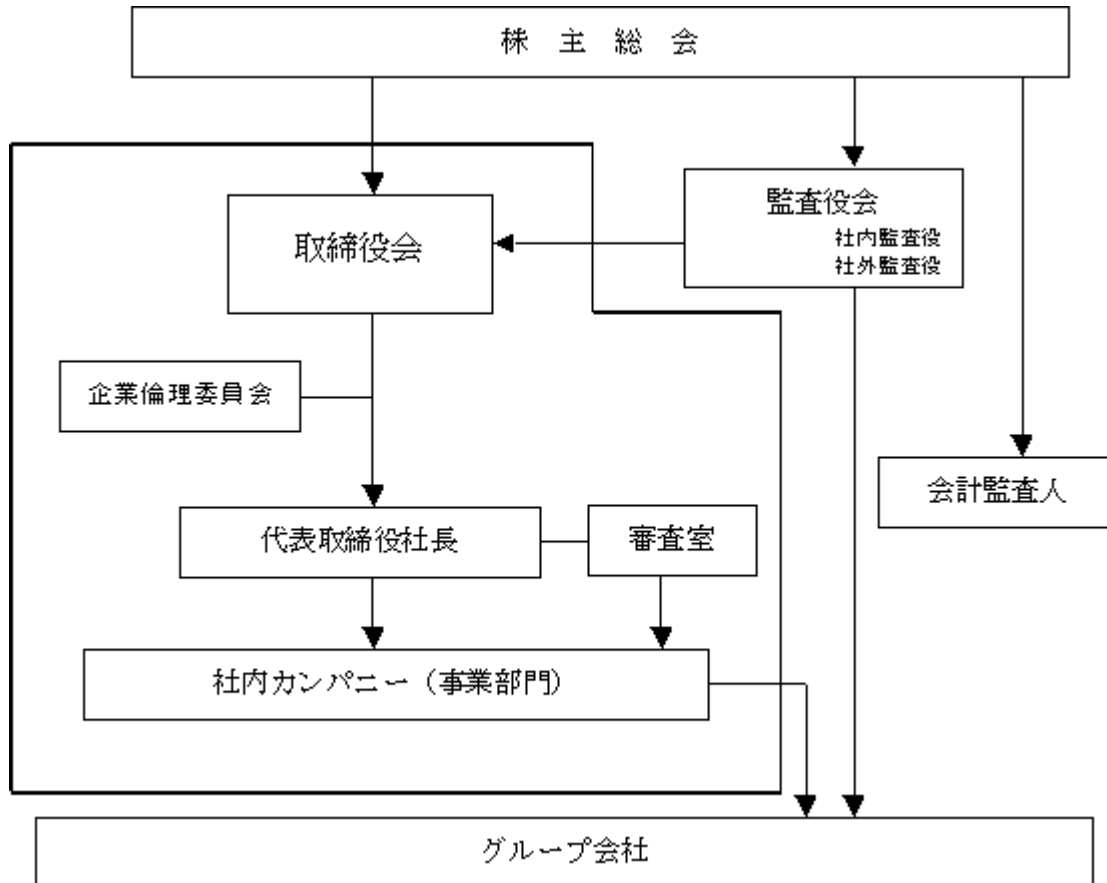 株主総会
監査役会
社内監査役
社外監査役
取締役会
企業倫理委員会
会計監査人
代表取締役社長
審査室
社内カンパニー（事業部門）
グループ会社